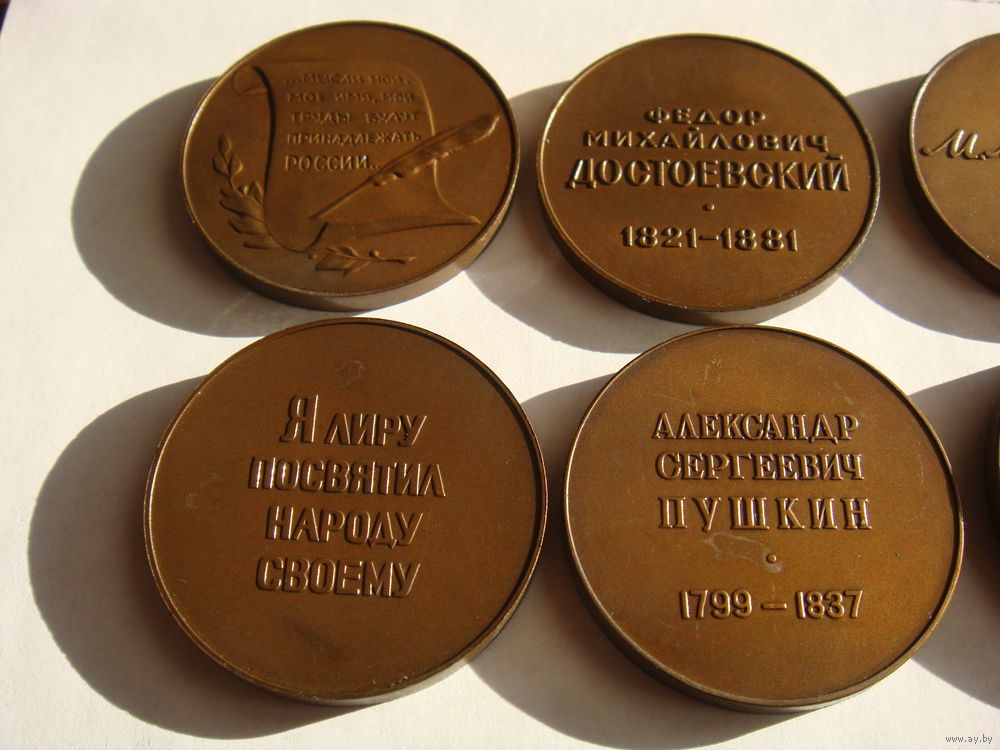 ...МЫСЛИ МОИ,
МОЕ ИМЯ, МОИ
ТРУДЫ БУДУТ
ПРИНАДЛЕЖАТЬ
РОССИИ...
ФЕДОР
МИХАЙЛОВИЧ
ДОСТОЕВСКИЙ
1821–1881
Я ЛИРУ
ПОСВЯТИЛ
НАРОДУ
СВОЕМУ
АЛЕКСАНДР
СЕРГЕЕВИЧ
ПУШКИН
1799–1837
www.ay.by